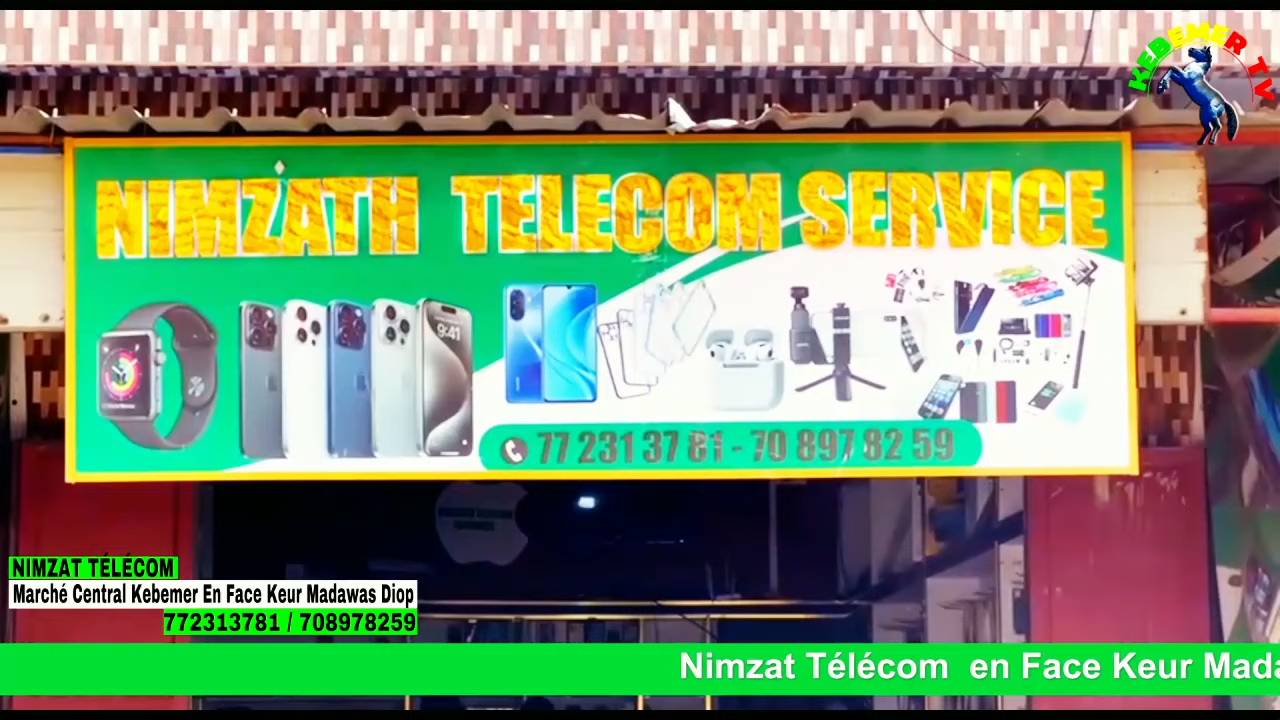 KEBEMER TV
NIMZATH TELECOM SERVICE
9:41
77 231 37 81 - 70 897 82 59
NIMZAT TÉLÉCOM
Marché Central Kebemer En Face Keur Madawas Diop
772313781 / 708978259
Nimzat Télécom en Face Keur Mada